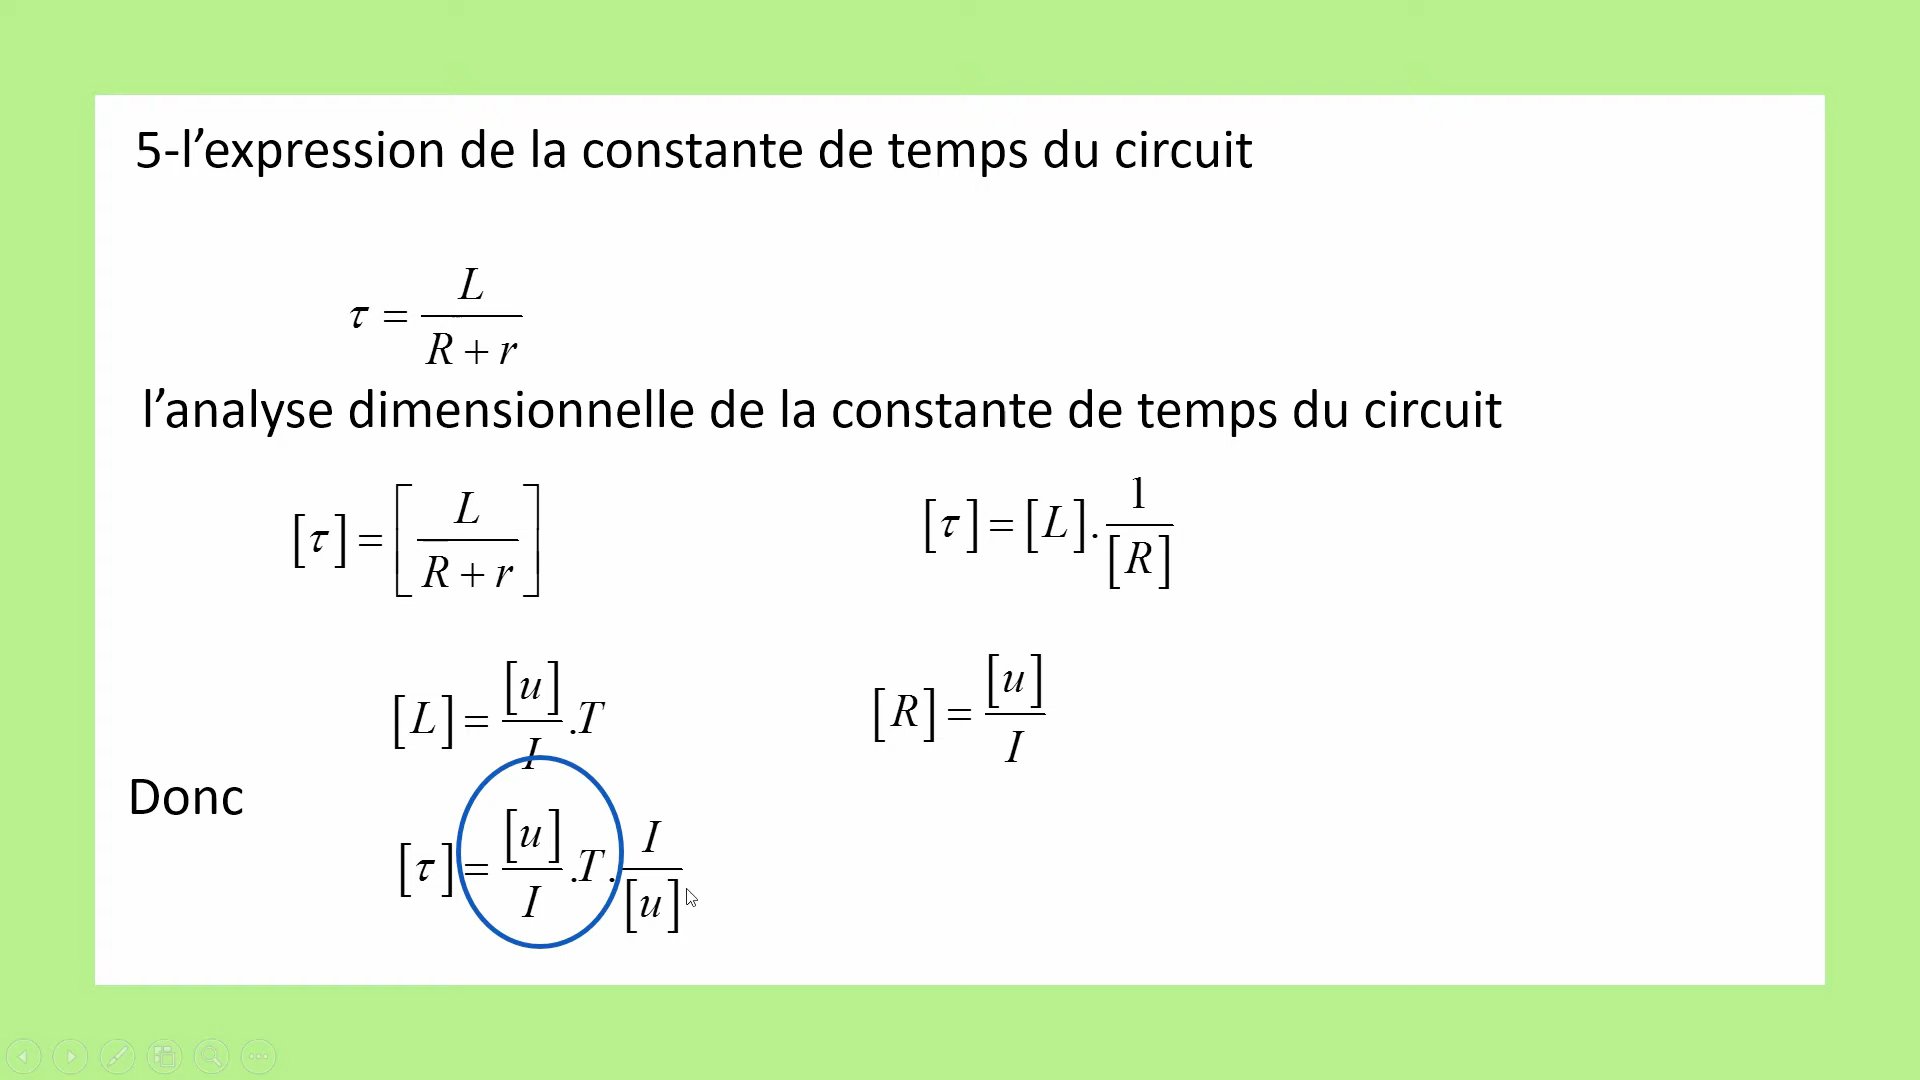 5-l’expression de la constante de temps du circuit
τ = L / (R + r)
l’analyse dimensionnelle de la constante de temps du circuit
[τ] = [L / (R + r)]
[τ] = [L] . 1 / [R]
[L] = [u] / I .T
[R] = [u] / I
Donc
[τ] = [u] / I .T . I / [u]